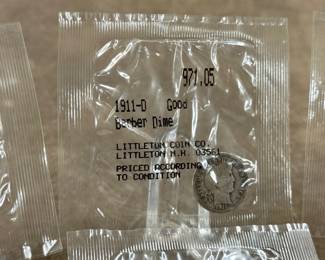 971.05
1911-D Good
Barber Dime
LITTLETON COIN CO.
LITTLETON N.H. 03561
PRICED ACCORDING
TO CONDITION